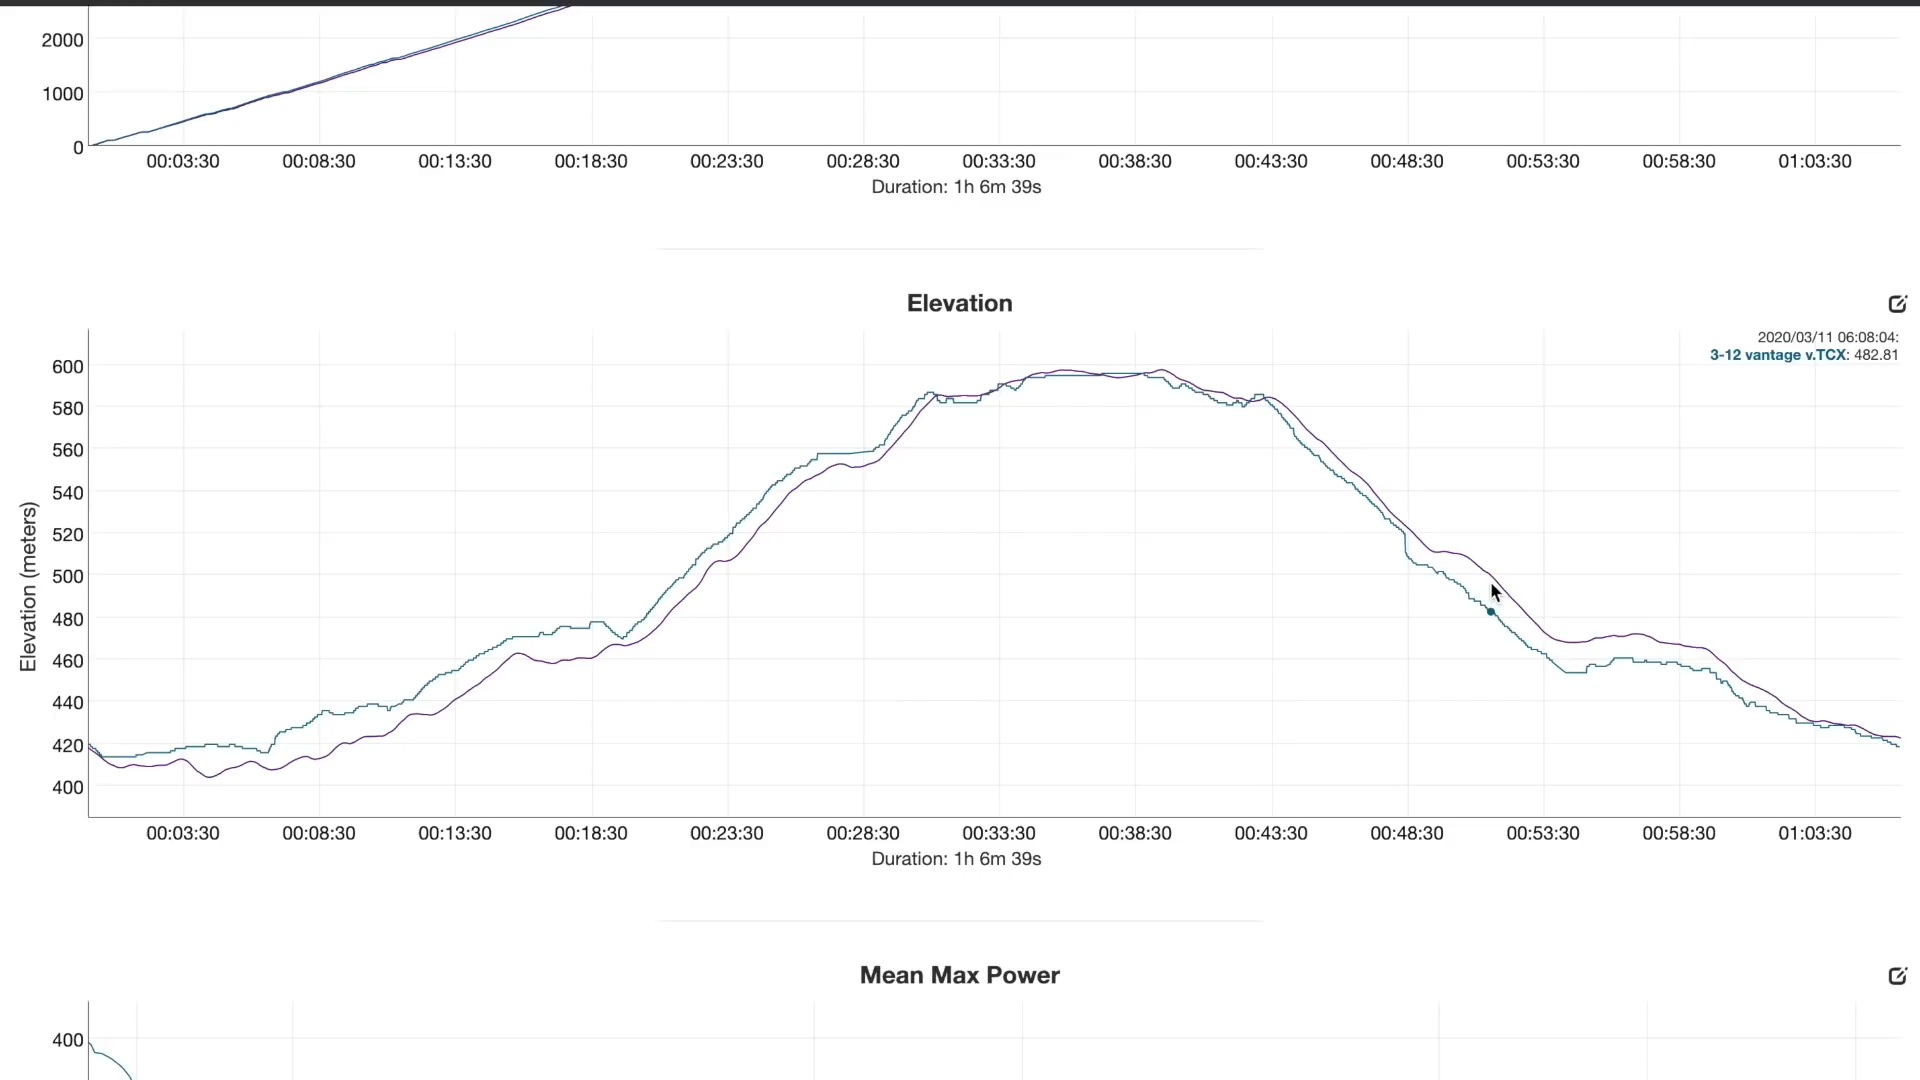 2000
1000
0
00:03:30 00:08:30 00:13:30 00:18:30 00:23:30 00:28:30 00:33:30 00:38:30 00:43:30 00:48:30 00:53:30 00:58:30 01:03:30
Duration: 1h 6m 39s
Elevation
2020/03/11 06:08:04:
3-12 vantage v.TCX: 482.81
Elevation (meters)
600
580
560
540
520
500
480
460
440
420
400
00:03:30 00:08:30 00:13:30 00:18:30 00:23:30 00:28:30 00:33:30 00:38:30 00:43:30 00:48:30 00:53:30 00:58:30 01:03:30
Duration: 1h 6m 39s
Mean Max Power
400